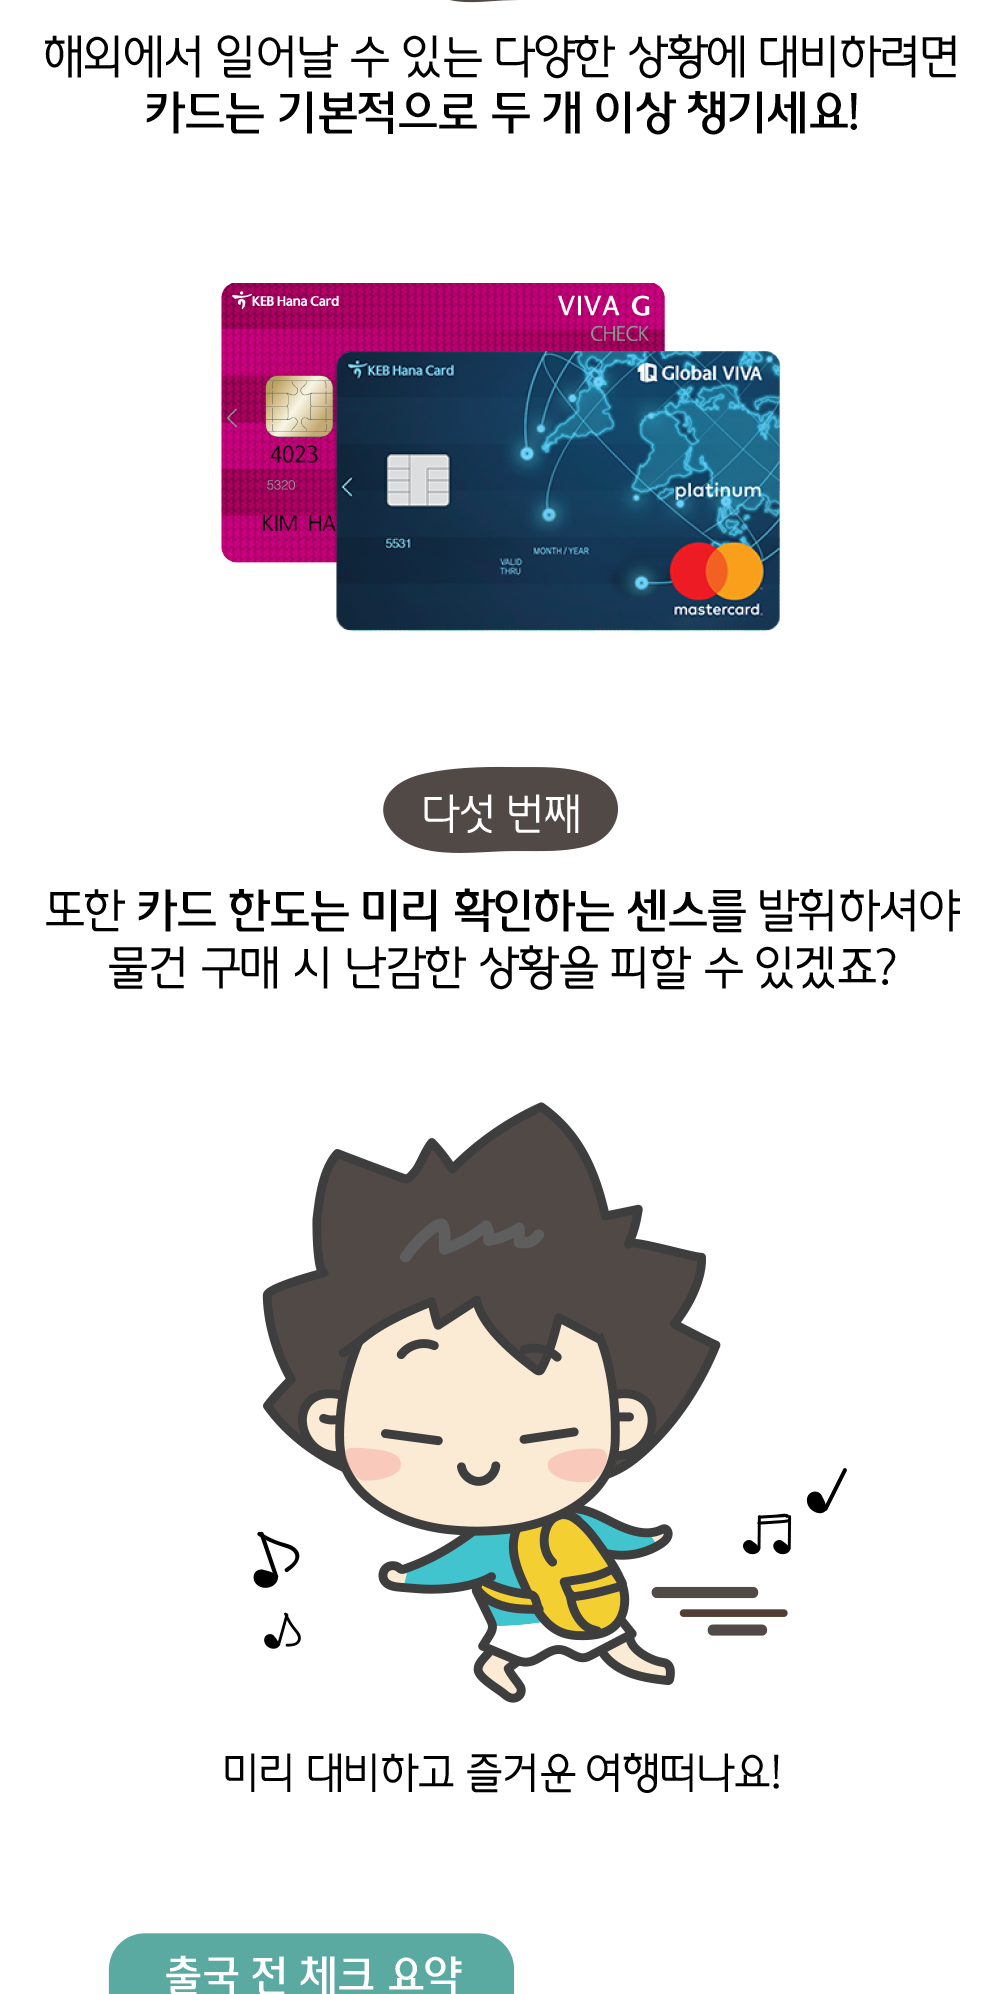 해외에서 일어날 수 있는 다양한 상황에 대비하려면
카드는 기본적으로 두 개 이상 챙기세요!
KEB Hana Card
VIVA G
CHECK
4023
5320
KIM HA
KEB Hana Card
1Q Global VIVA
platinum
5531
MONTH / YEAR
VALID
THRU
mastercard.
다섯 번째
또한 카드 한도는 미리 확인하는 센스를 발휘하셔야
물건 구매 시 난감한 상황을 피할 수 있겠죠?
미리 대비하고 즐거운 여행떠나요!
출국 전 체크 요약